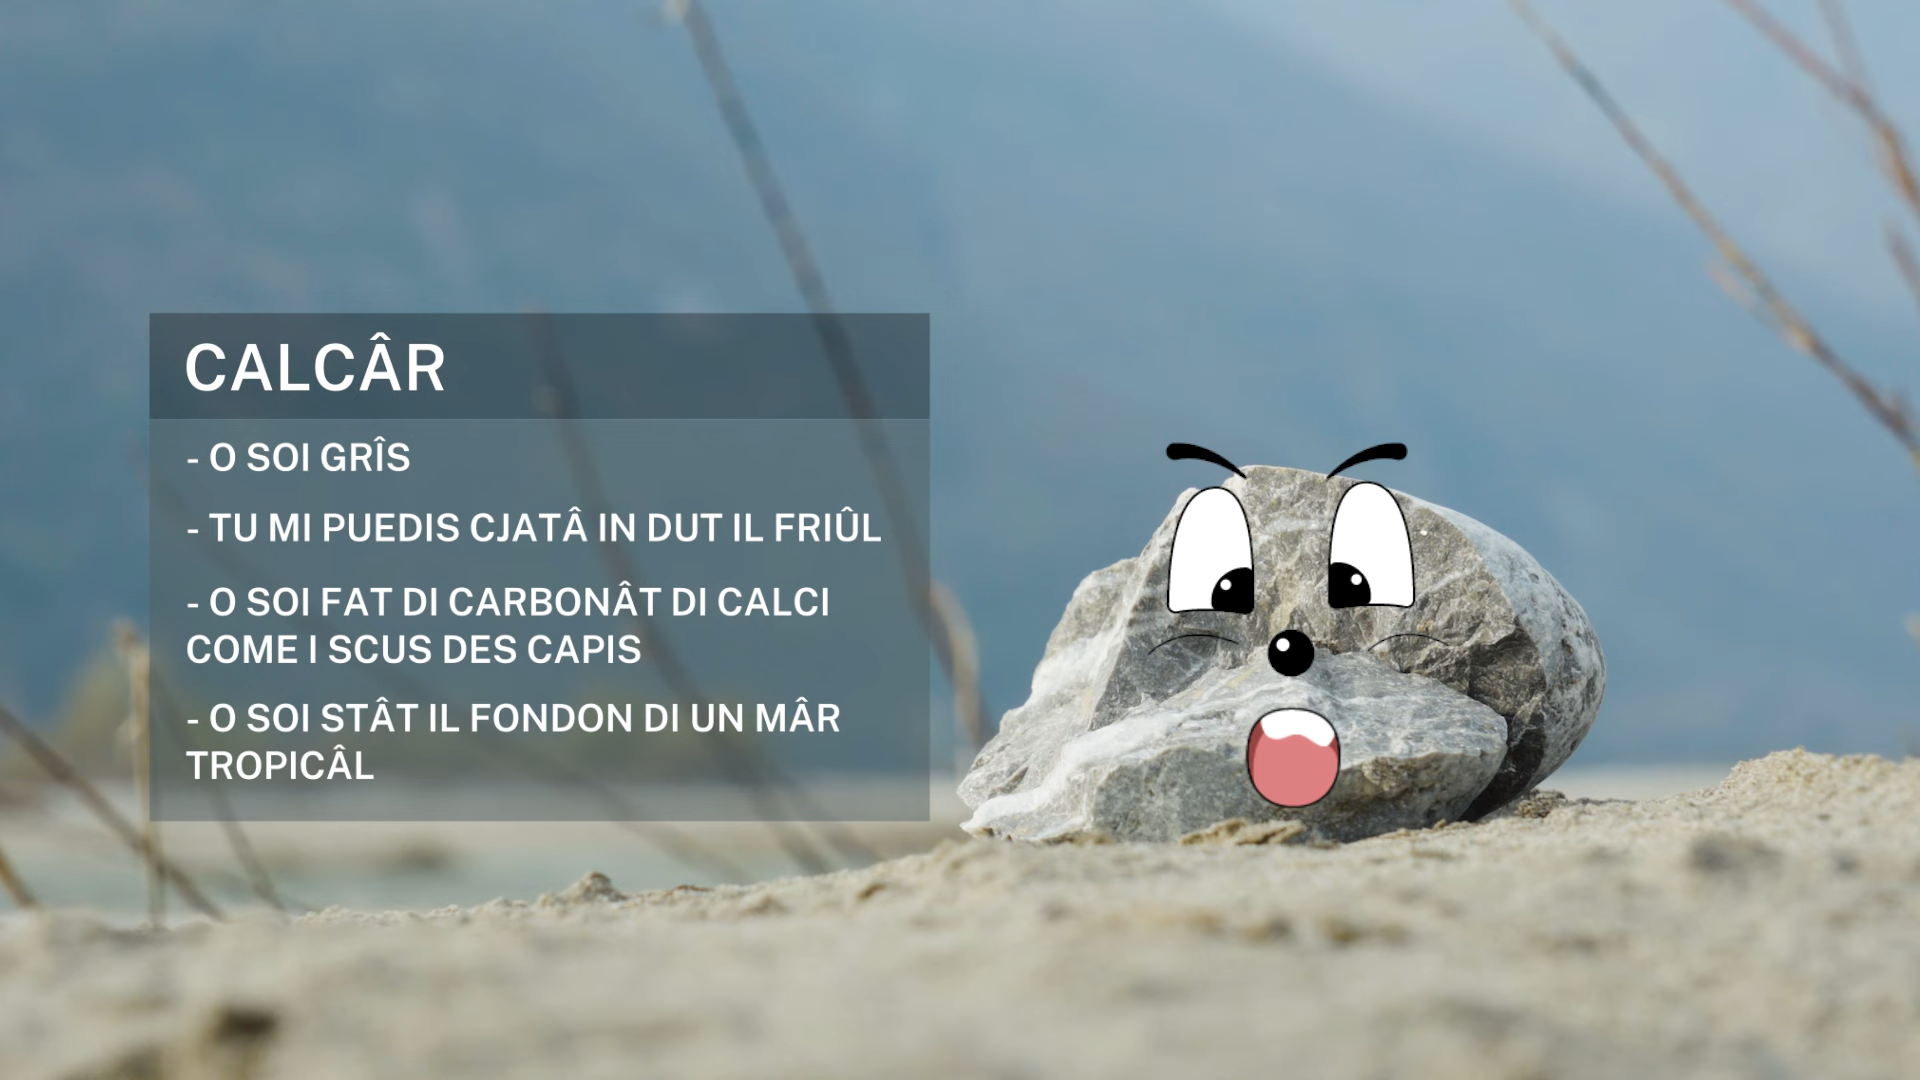 CALCÂR
- O SOI GRÎS
- TU MI PUEDIS CJATÂ IN DUT IL FRIÛL
- O SOI FAT DI CARBONÂT DI CALCI
COME I SCUS DES CAPIS
- O SOI STÂT IL FONDON DI UN MÂR
TROPICÂL